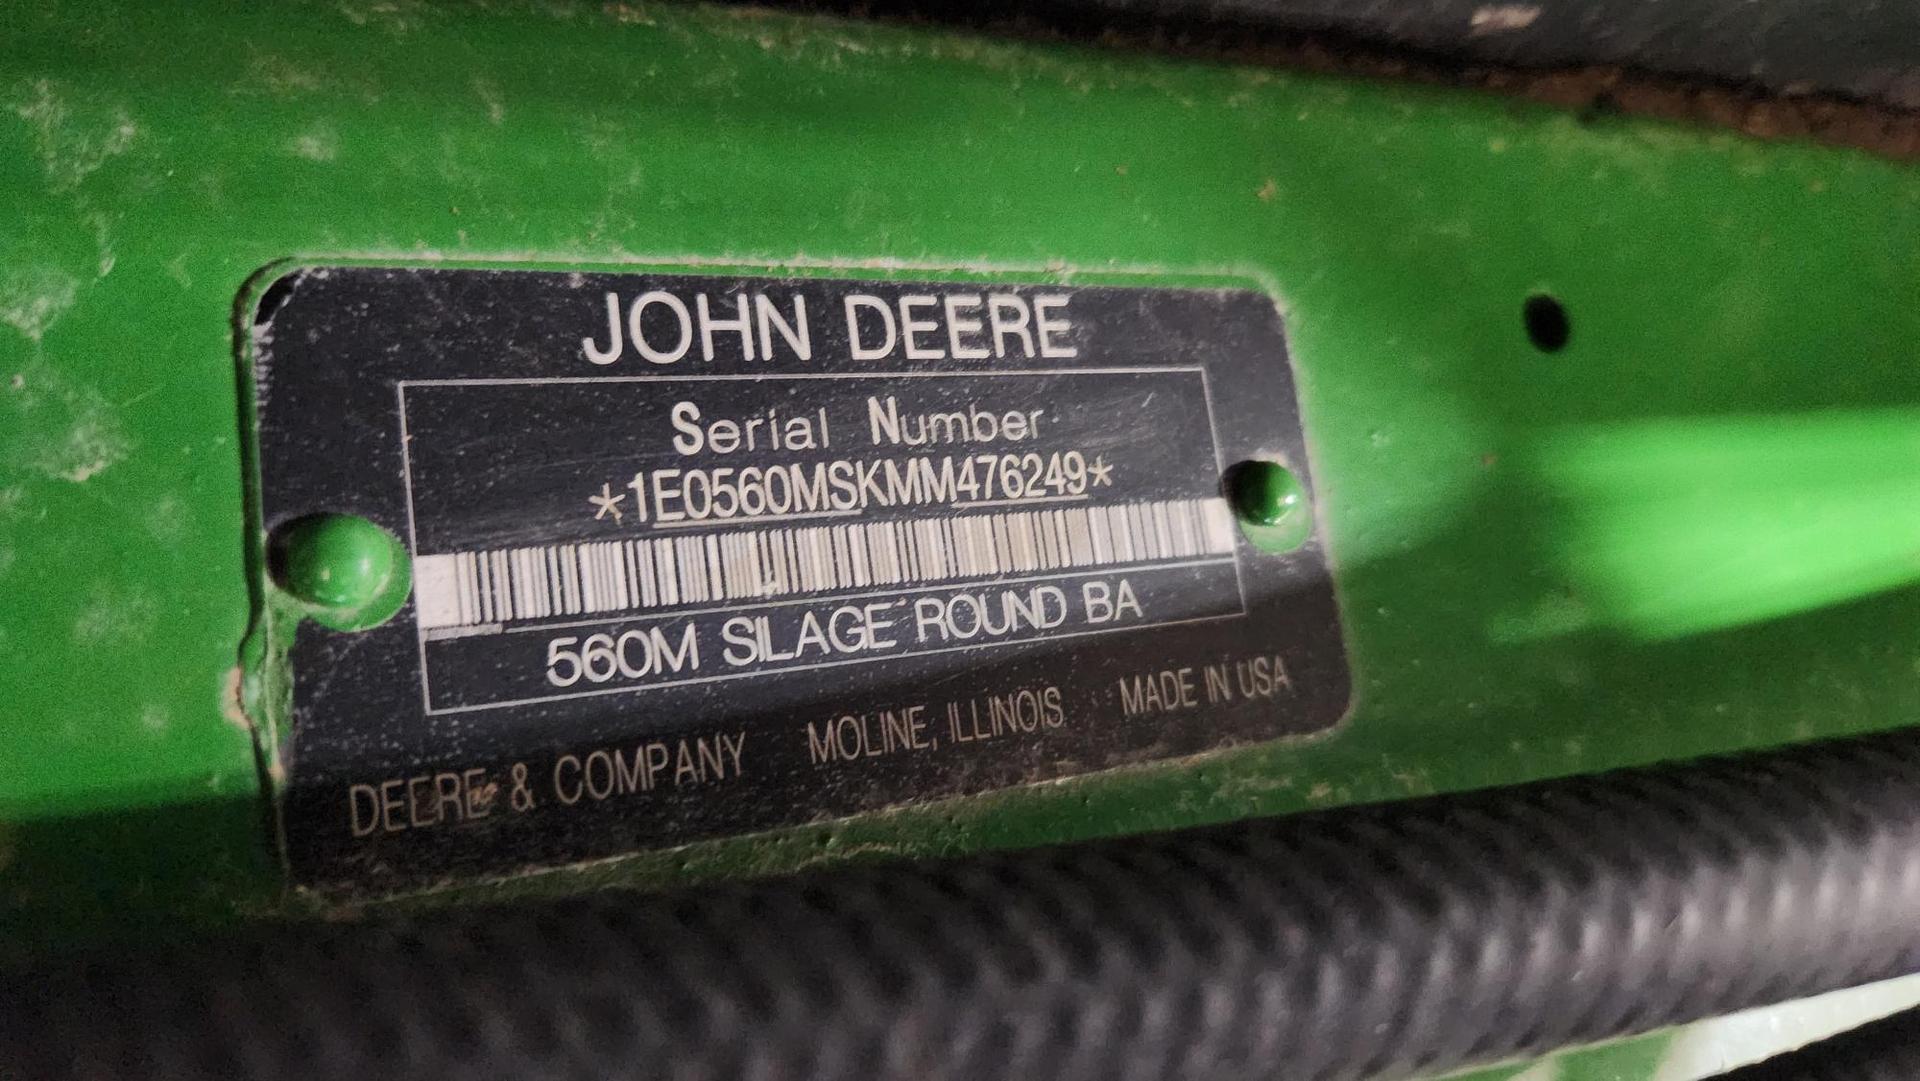 JOHN DEERE
Serial Number
*1E0560MSKMM476249*
560M SILAGE ROUND BA
DEERE & COMPANY MOLINE, ILLINOIS MADE IN USA